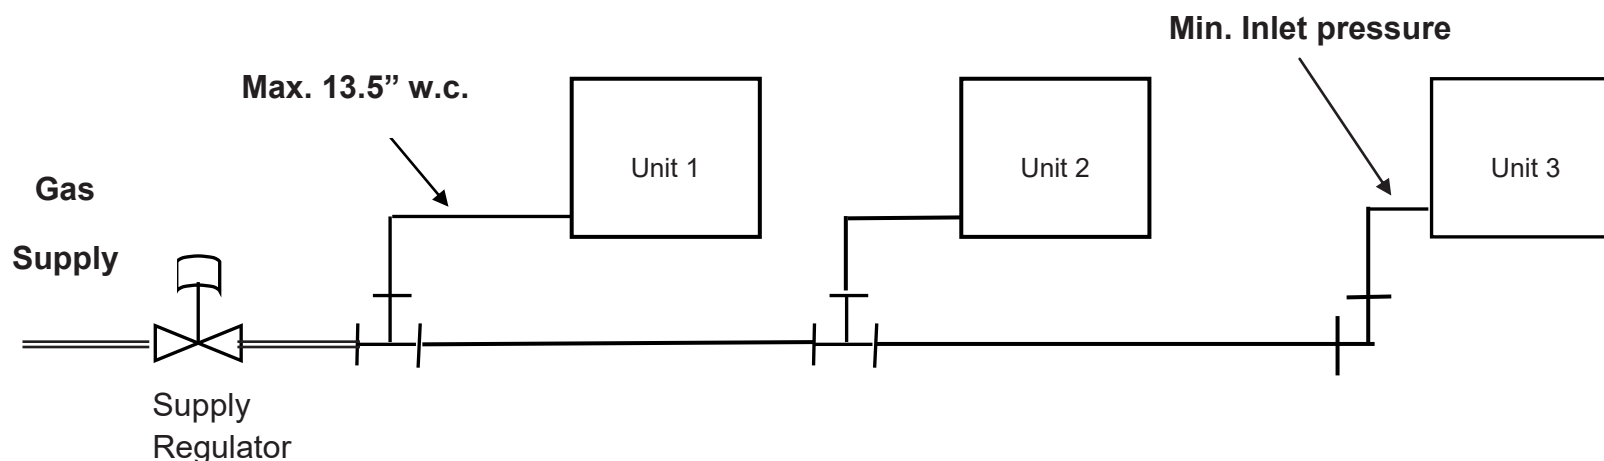 Min. Inlet pressure
Max. 13.5” w.c.
Unit 1
Unit 2
Unit 3
Gas
Supply
Supply
Regulator